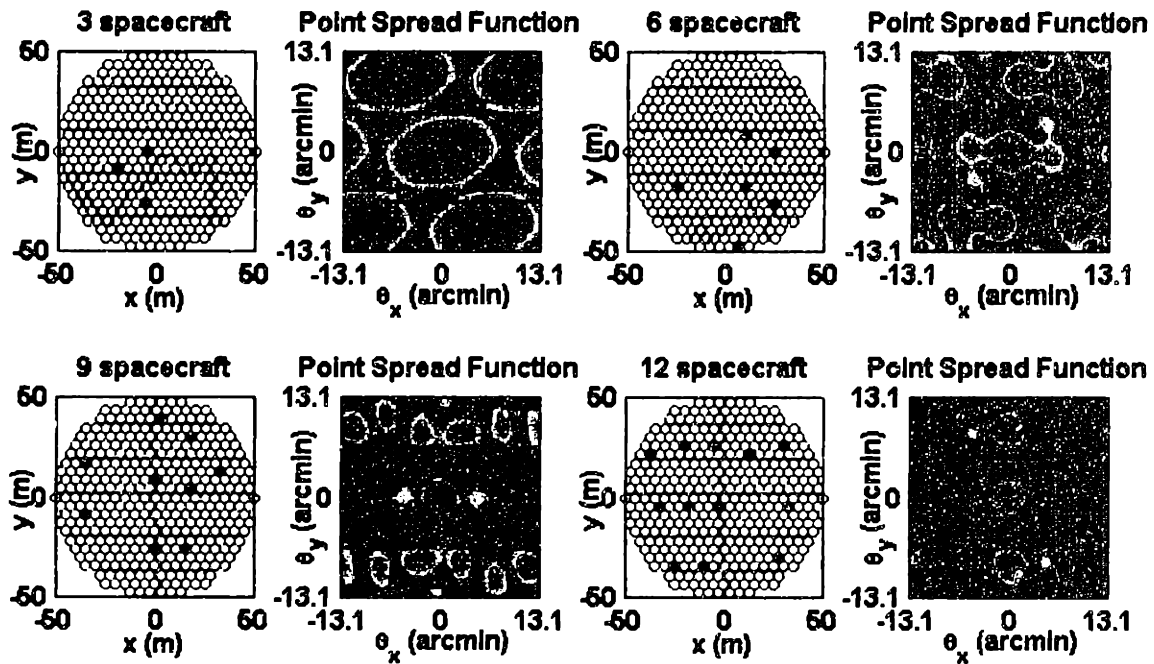 3 spacecraft
Point Spread Function
6 spacecraft
Point Spread Function
50
0
-50
y (m)
-50 0 50
x (m)
13.1
0
-13.1
θy (arcmin)
-13.1 0 13.1
θx (arcmin)
50
0
-50
y (m)
-50 0 50
x (m)
13.1
0
-13.1
θy (arcmin)
-13.1 0 13.1
θx (arcmin)
9 spacecraft
Point Spread Function
12 spacecraft
Point Spread Function
50
0
-50
y (m)
-50 0 50
x (m)
13.1
0
-13.1
θy (arcmin)
-13.1 0 13.1
θx (arcmin)
50
0
-50
y (m)
-50 0 50
x (m)
13.1
0
-13.1
θy (arcmin)
-13.1 0 13.1
θx (arcmin)